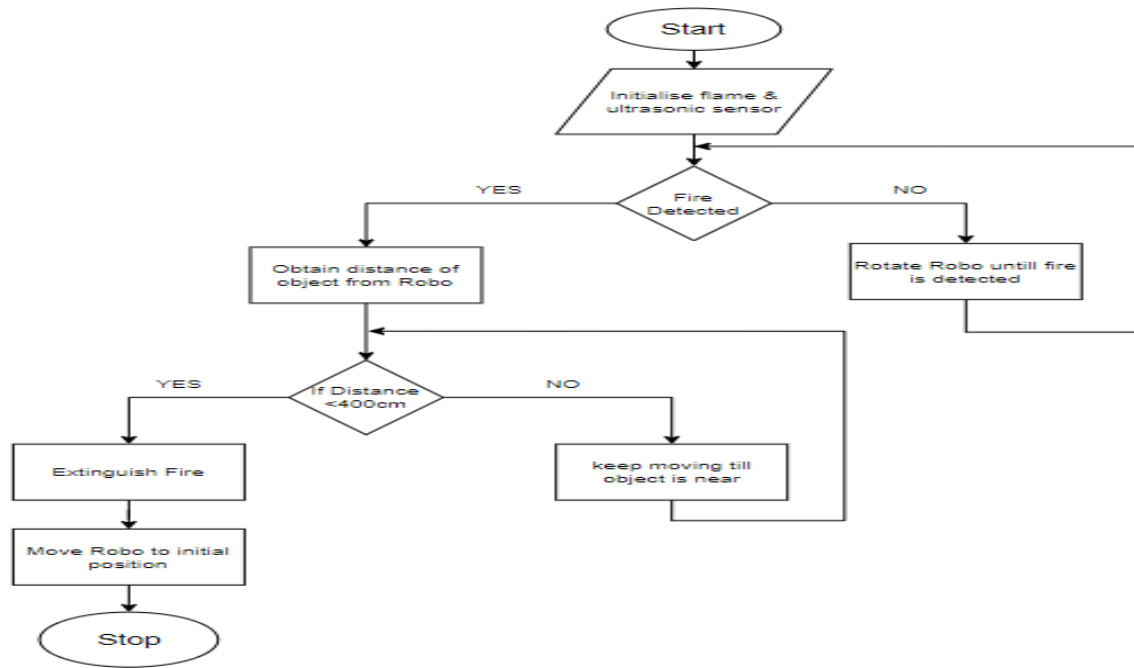 Start
Initialise flame &
ultrasonic sensor
YES
NO
Fire
Detected
Obtain distance of
object from Robo
Rotate Robo untill fire
is detected
YES
NO
If Distance
<400cm
Extinguish Fire
keep moving till
object is near
Move Robo to initial
position
Stop